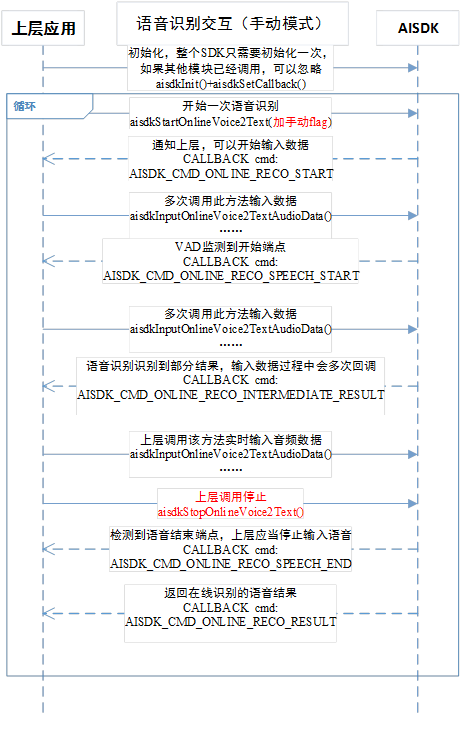 上层应用
语音识别交互（手动模式）
AISDK
初始化，整个SDK只需要初始化一次，
如果其他模块已经调用，可以忽略
aisdkInit()+aisdkSetCallback()
循环
开始一次语音识别
aisdkStartOnlineVoice2Text(加手动flag)
通知上层，可以开始输入数据
CALLBACK cmd:
AISDK_CMD_ONLINE_RECO_START
多次调用此方法输入数据
aisdkInputOnlineVoice2TextAudioData()
……
VAD监测到开始端点
CALLBACK cmd:
AISDK_CMD_ONLINE_RECO_SPEECH_START
多次调用此方法输入数据
aisdkInputOnlineVoice2TextAudioData()
……
语音识别识别到部分结果，输入数据过程中会多次回调
CALLBACK cmd:
AISDK_CMD_ONLINE_RECO_INTERMEDIATE_RESULT
上层调用该方法实时输入音频数据
aisdkInputOnlineVoice2TextAudioData()
……
上层调用停止
aisdkStopOnlineVoice2Text()
检测到语音结束端点，上层应当停止输入语音
CALLBACK cmd:
AISDK_CMD_ONLINE_RECO_SPEECH_END
返回在线识别的语音结果
CALLBACK cmd:
AISDK_CMD_ONLINE_RECO_RESULT